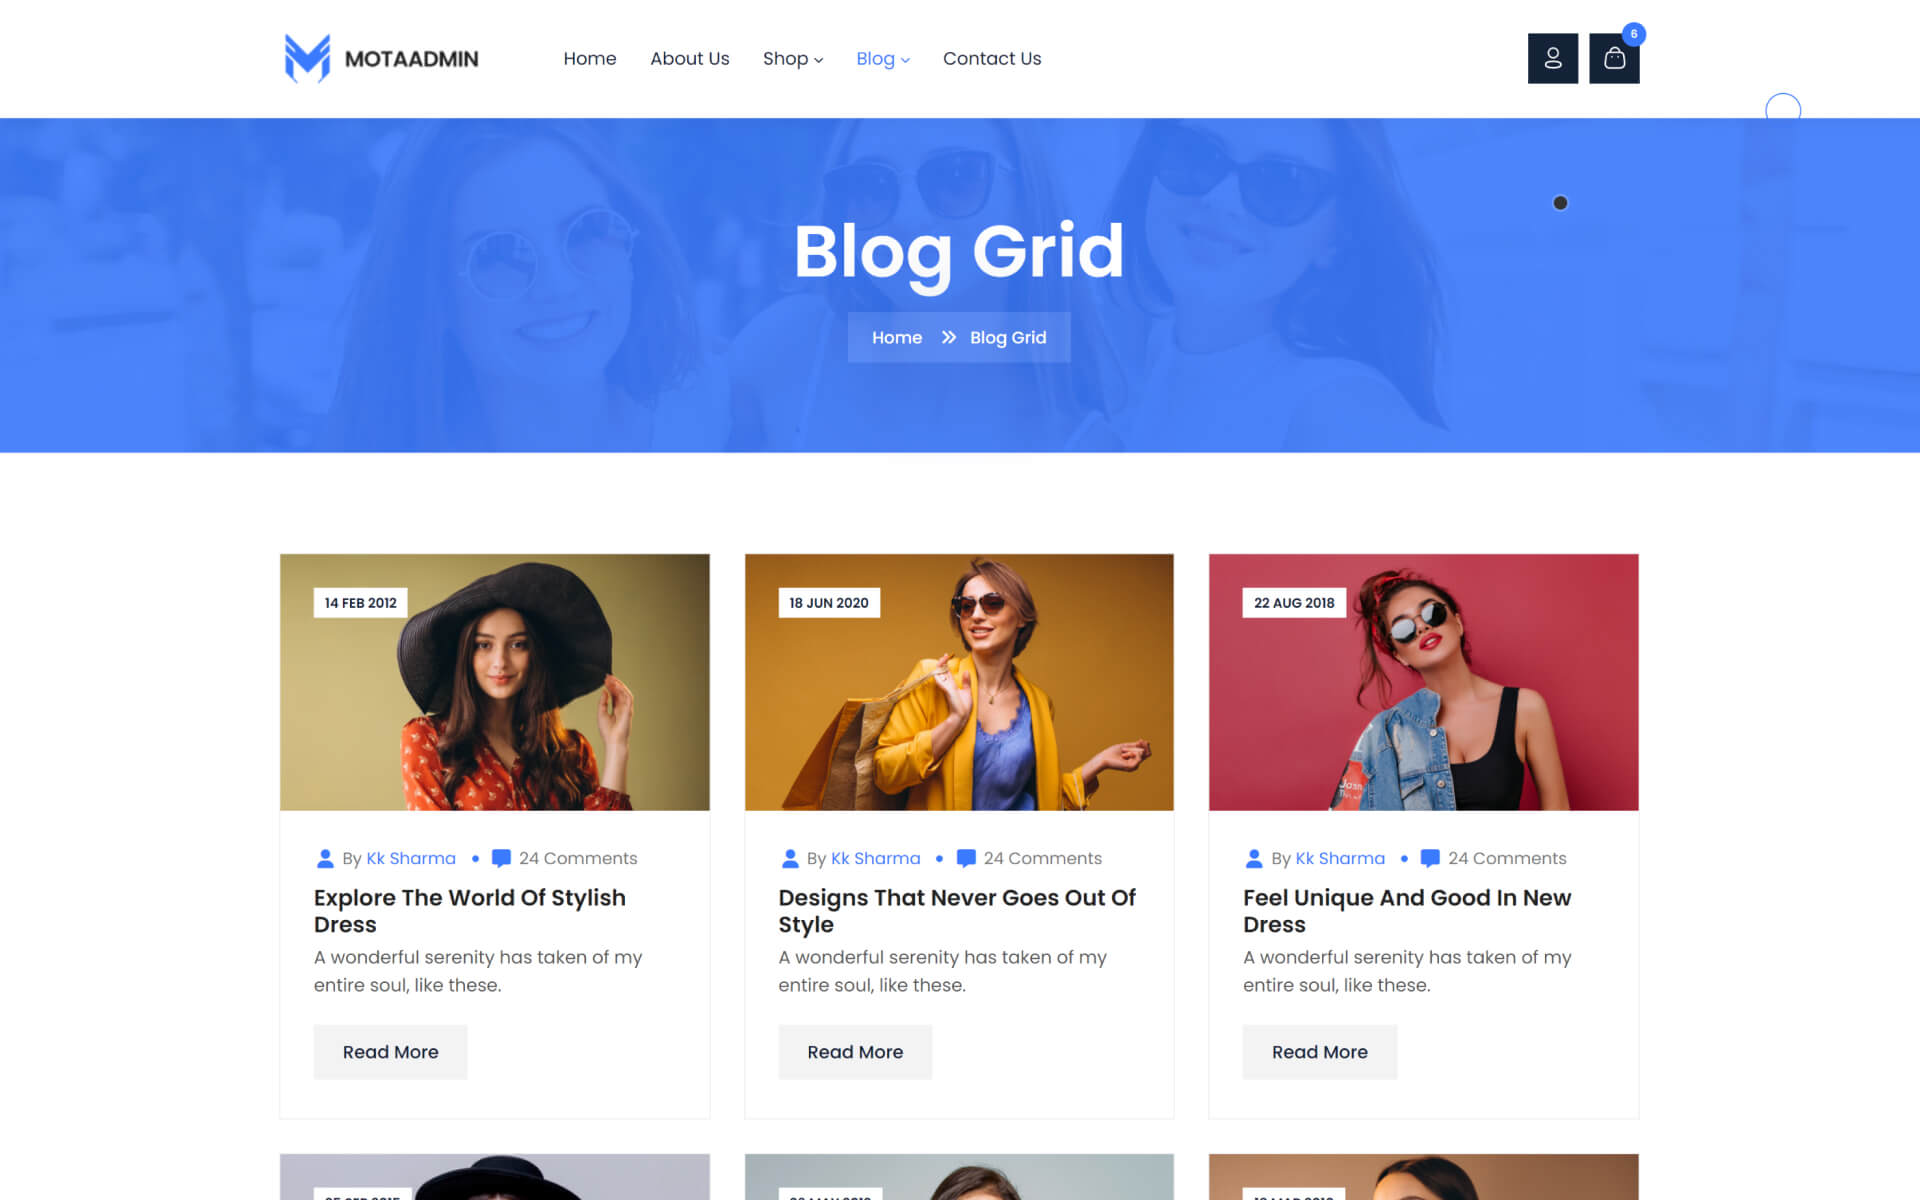 MOTAADMIN
Home About Us Shop Blog Contact Us
6
Blog Grid
Home Blog Grid
14 FEB 2012
18 JUN 2020
22 AUG 2018
By Kk Sharma 24 Comments
Explore The World Of Stylish
Dress
A wonderful serenity has taken of my
entire soul, like these.
Read More
By Kk Sharma 24 Comments
Designs That Never Goes Out Of
Style
A wonderful serenity has taken of my
entire soul, like these.
Read More
By Kk Sharma 24 Comments
Feel Unique And Good In New
Dress
A wonderful serenity has taken of my
entire soul, like these.
Read More